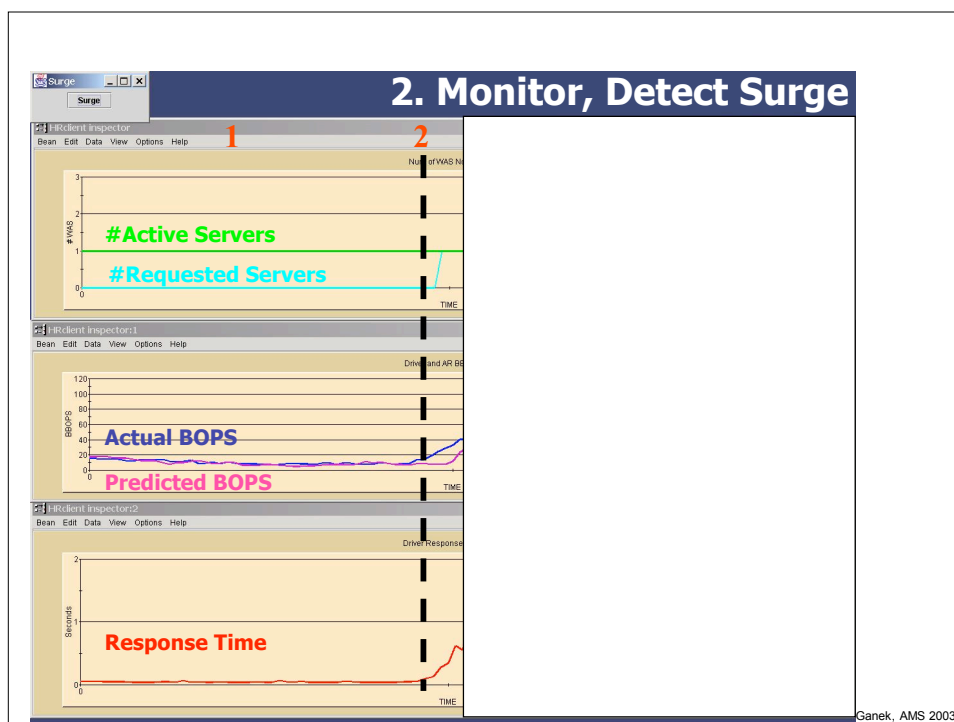 Surge
Surge
2. Monitor, Detect Surge
HRclient inspector
Bean Edit Data View Options Help
1
2
Num of WAS
3
2
1
0
0
#WAS
#Active Servers
#Requested Servers
TIME
HRclient inspector:1
Bean Edit Data View Options Help
Driver and AR
120
100
80
60
40
20
0
0
BBOPS
Actual BOPS
Predicted BOPS
TIME
HRclient inspector:2
Bean Edit Data View Options Help
Driver Response
2
1
0
0
Seconds
Response Time
TIME
Ganek, AMS 2003